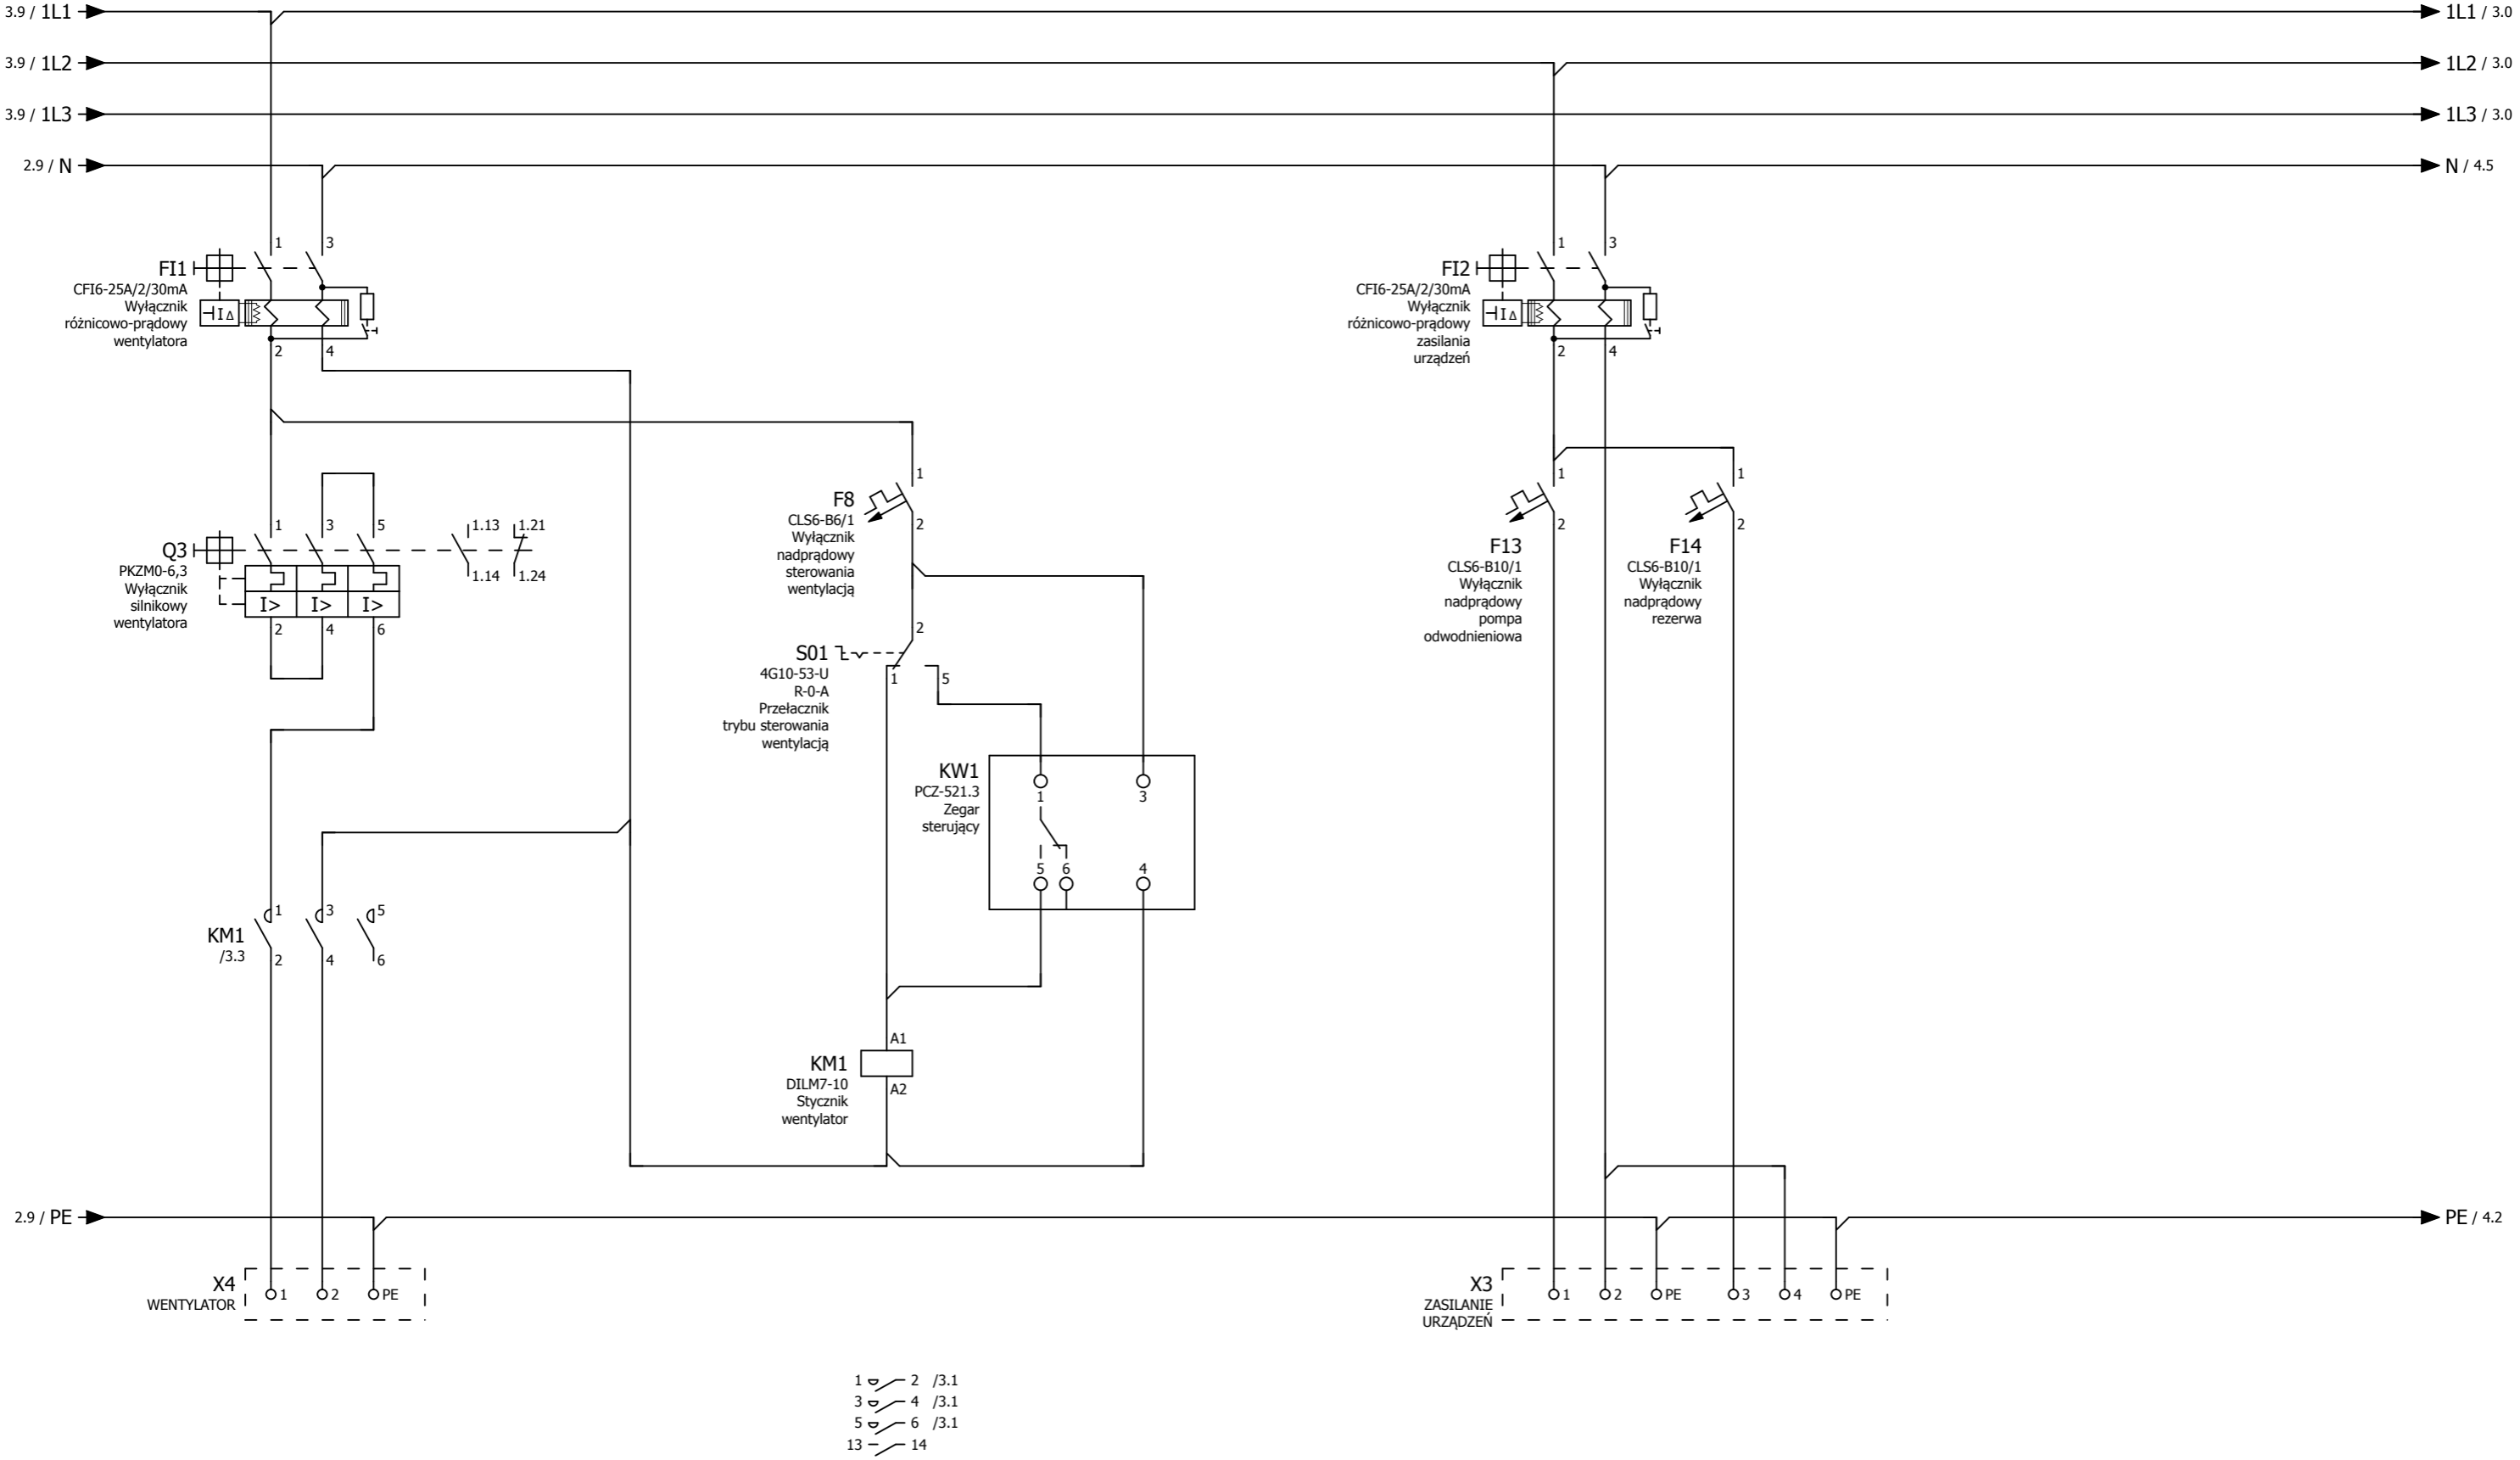 3.9 / 1L1
1L1 / 3.0
3.9 / 1L2
1L2 / 3.0
3.9 / 1L3
1L3 / 3.0
2.9 / N
N / 4.5
1 3
FI1
CFI6-25A/2/30mA
Wyłącznik
różnicowo-prądowy
wentylatora
I Δ
2 4
1 3
FI2
CFI6-25A/2/30mA
Wyłącznik
różnicowo-prądowy
zasilania
urządzeń
I Δ
2 4
1 3 5
1.13 1.21
Q3
PKZM0-6,3
Wyłącznik
silnikowy
wentylatora
I> I> I>
1.14 1.24
2 4 6
1
F8
CLS6-B6/1
Wyłącznik
nadprądowy
sterowania
wentylacją
2
2
S01
4G10-53-U
R-0-A
Przełacznik
trybu sterowania
wentylacją
1 5
KW1
PCZ-521.3
Zegar
sterujący
1 3
5 6 4
1
2
F13
CLS6-B10/1
Wyłącznik
nadprądowy
pompa
odwodnieniowa
1
2
F14
CLS6-B10/1
Wyłącznik
nadprądowy
rezerwa
1 3 5
KM1
/3.3
2 4 6
A1
KM1
DILM7-10
Stycznik
wentylator
A2
2.9 / PE
PE / 4.2
X4
WENTYLATOR
1 2 PE
X3
ZASILANIE
URZĄDZEŃ
1 2 PE 3 4 PE
1 2 /3.1
3 4 /3.1
5 6 /3.1
13 14